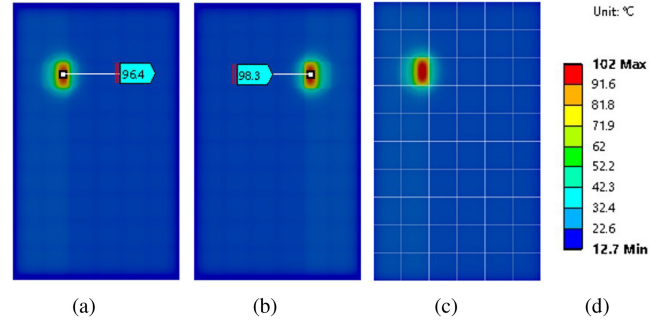 Unit: °C
96.4
98.3
102 Max
91.6
81.8
71.9
62
52.2
42.3
32.4
22.6
12.7 Min
(a)
(b)
(c)
(d)